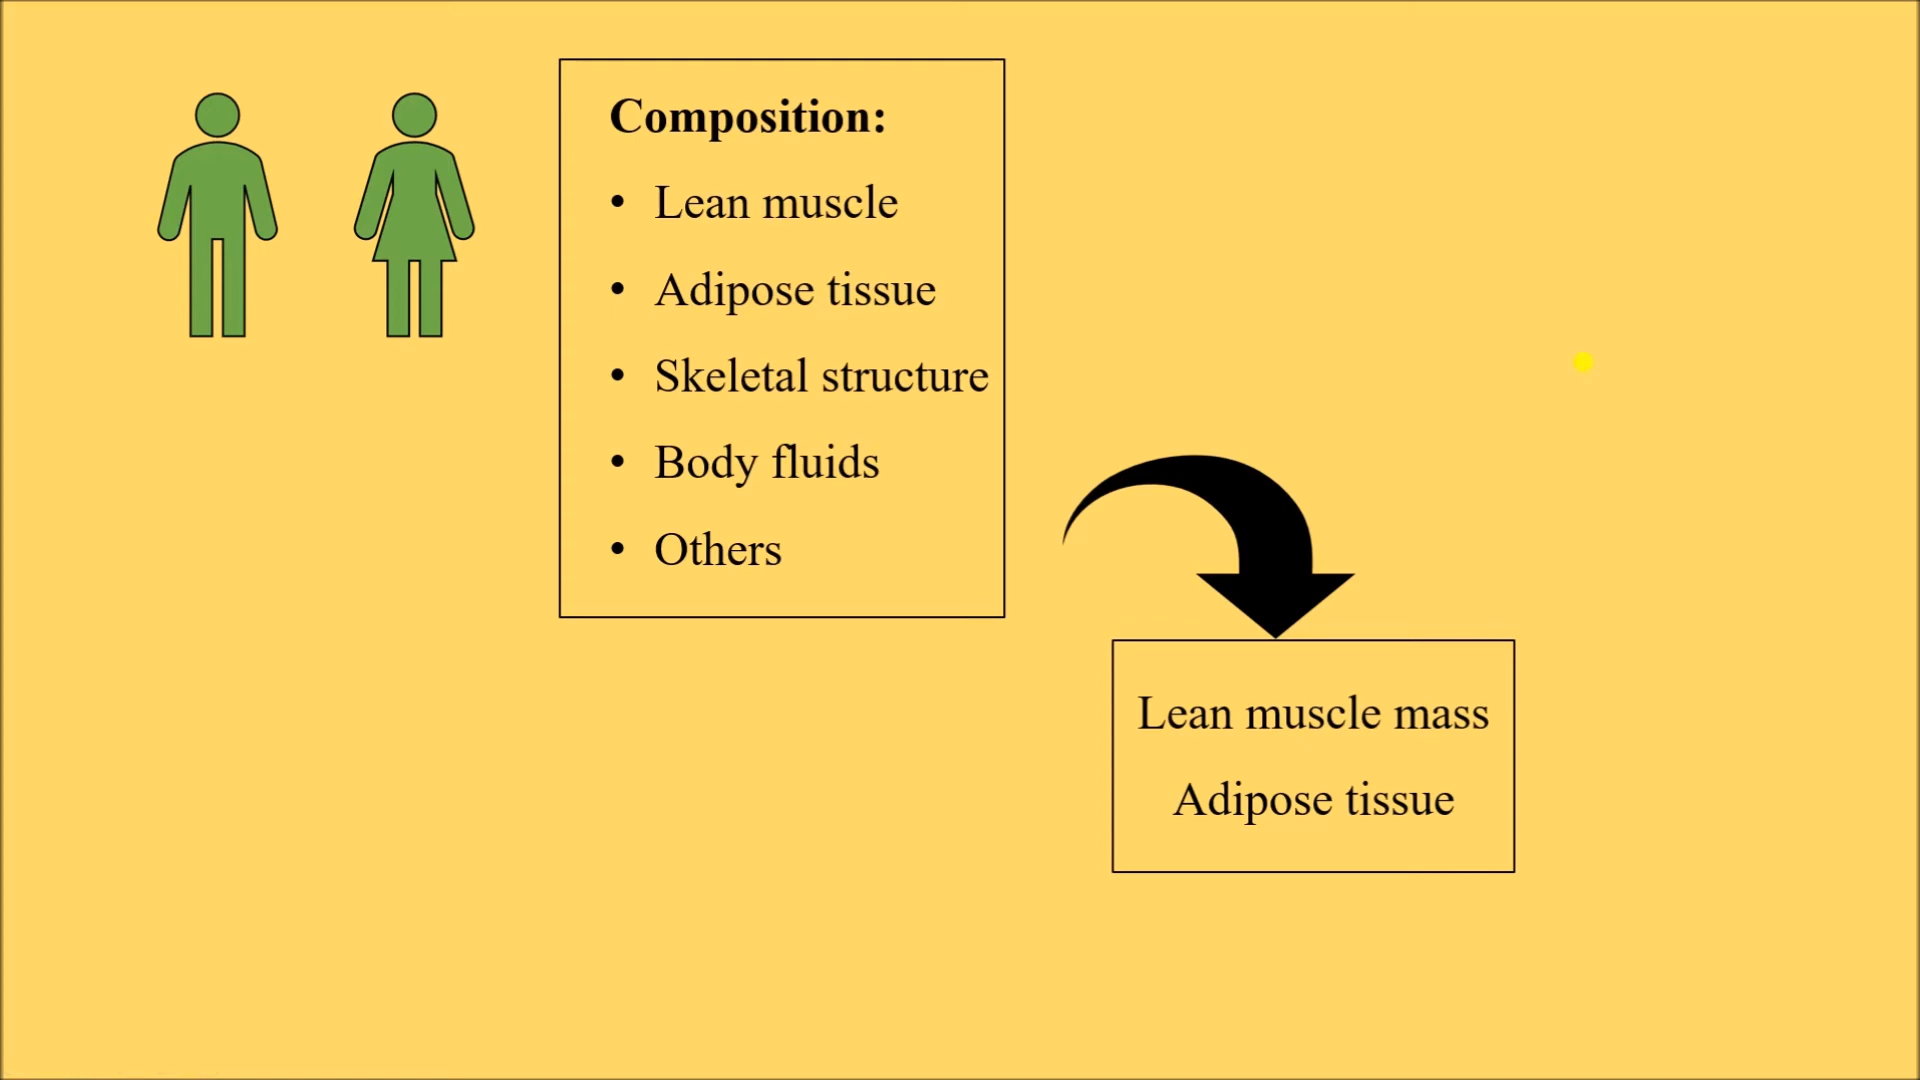 Composition:
• Lean muscle
• Adipose tissue
• Skeletal structure
• Body fluids
• Others
Lean muscle mass
Adipose tissue